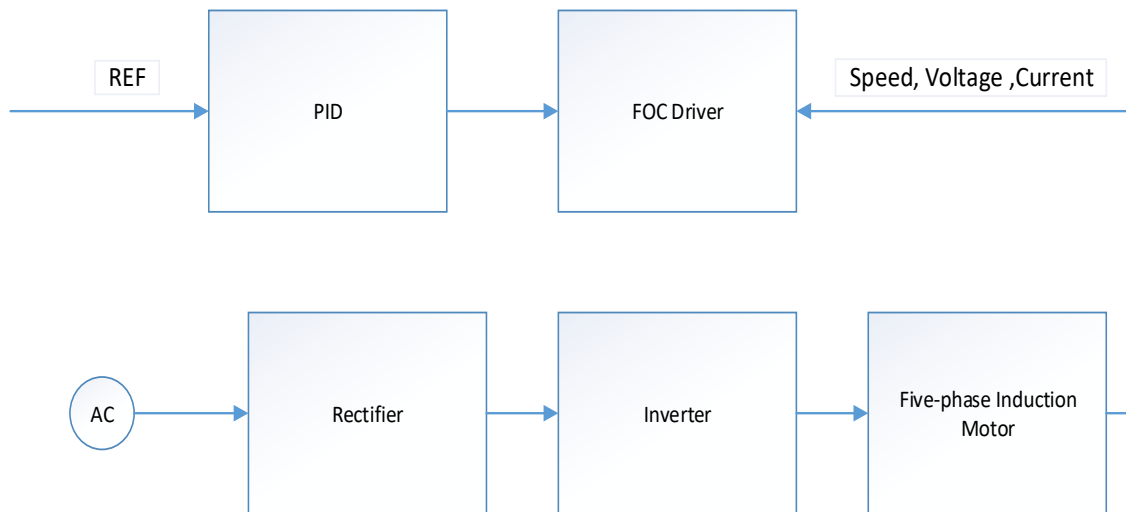 REF
PID
FOC Driver
Speed, Voltage ,Current
AC
Rectifier
Inverter
Five-phase Induction
Motor